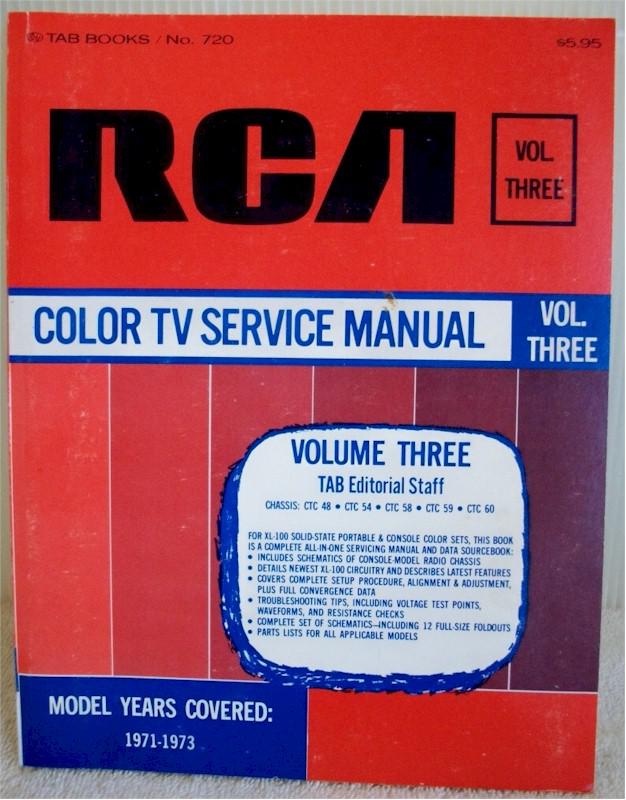 TAB BOOKS / No. 720
$5.95
RCA
VOL.
THREE
COLOR TV SERVICE MANUAL
VOL.
THREE
VOLUME THREE
TAB Editorial Staff
CHASSIS: CTC 48 • CTC 54 • CTC 58 • CTC 59 • CTC 60
FOR XL-100 SOLID-STATE PORTABLE & CONSOLE COLOR SETS, THIS BOOK
IS A COMPLETE ALL-IN-ONE SERVICING MANUAL AND DATA SOURCEBOOK:
• INCLUDES SCHEMATICS OF CONSOLE-MODEL RADIO CHASSIS
• DETAILS NEWEST XL-100 CIRCUITRY AND DESCRIBES LATEST FEATURES
• COVERS COMPLETE SETUP PROCEDURE, ALIGNMENT & ADJUSTMENT,
PLUS FULL CONVERGENCE DATA
• TROUBLESHOOTING TIPS, INCLUDING VOLTAGE TEST POINTS,
WAVEFORMS, AND RESISTANCE CHECKS
• COMPLETE SET OF SCHEMATICS—INCLUDING 12 FULL-SIZE FOLDOUTS
• PARTS LISTS FOR ALL APPLICABLE MODELS
MODEL YEARS COVERED:
1971-1973